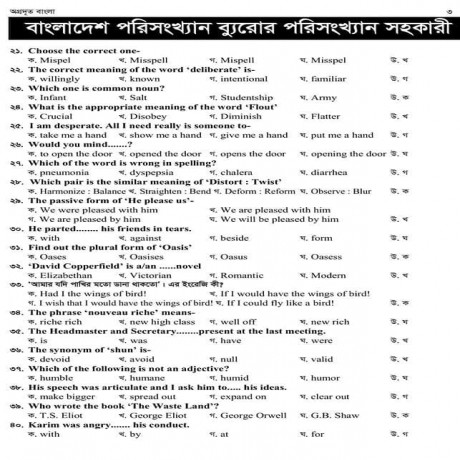 অগ্রদূত বাংলা ৩
বাংলাদেশ পরিসংখ্যান ব্যুরোর পরিসংখ্যান সহকারী
২১. Choose the correct one-
ক. Mispel খ. Misspell গ. Misspel ঘ. Mispell উ. খ
২২. The correct meaning of the word 'deliberate' is-
ক. willingly খ. known গ. intentional ঘ. familiar উ. গ
২৩. Which one is common noun?
ক. Infant খ. Salt গ. Studentship ঘ. Army উ. ক
২৪. What is the appropriate meaning of the word 'Flout'
ক. Crucial খ. Disobey গ. Diminish ঘ. Flatter উ. খ
২৫. I am desperate. All I need really is someone to-
ক. take me a hand খ. show me a hand গ. give me a hand ঘ. put me a hand উ. গ
২৬. Would you mind.......?
ক. to open the door খ. opened the door গ. opens the door ঘ. opening the door উ. ঘ
২৭. Which of the word is wrong in spelling?
ক. pneumonia খ. dyspepsia গ. chalera ঘ. diarrhea উ. গ
২৮. Which pair is the similar meaning of 'Distort : Twist'
ক. Harmonize : Balance খ. Straighten : Bend গ. Deform : Reform ঘ. Observe : Blur উ. ক
২৯. The passive form of 'He please us'-
ক. We were pleased with him খ. We are pleased with him
গ. We are pleased by him ঘ. We were pleased by him উ. খ
৩০. He parted........ his friends in tears.
ক. with খ. against গ. beside ঘ. form উ. ঘ
৩১. Find out the plural form of 'Oasis'
ক. Oases খ. Oasises গ. Oasus ঘ. Oasess উ. ক
৩২. 'David Copperfield' is a/an ......novel
ক. Elizabethan খ. Victorian গ. Romantic ঘ. Modern উ. খ
৩৩. 'আমার যদি পাখির মতো ডানা থাকতো'। এর ইংরেজি কী?
ক. Had I the wings of bird! খ. If I would have the wings of bird!
গ. I wish that I would have the wings of bird! ঘ. If I could fly like a bird! উ. ক
৩৪. The phrase 'nouveau riche' means-
ক. riche rich খ. new high class গ. well off ঘ. new rich উ. ঘ
৩৫. The Headmaster and Secretary........present at the last meeting.
ক. is খ. was গ. have ঘ. were উ. খ
৩৬. The synonym of 'shun' is-
ক. devoid খ. avoid গ. null ঘ. valid উ. খ
৩৭. Which of the following is not an adjective?
ক. humble খ. humane গ. humid ঘ. humor উ. ঘ
৩৮. His speech was articulate and I ask him to..... his ideas.
ক. make bigger খ. spread out গ. expand on ঘ. clear out উ. গ
৩৯. Who wrote the book 'The Waste Land'?
ক. T.S. Eliot খ. George Eliot গ. George Orwell ঘ. G.B. Shaw উ. ক
৪০. Karim was angry....... his conduct.
ক. with খ. by গ. at ঘ. for উ. গ